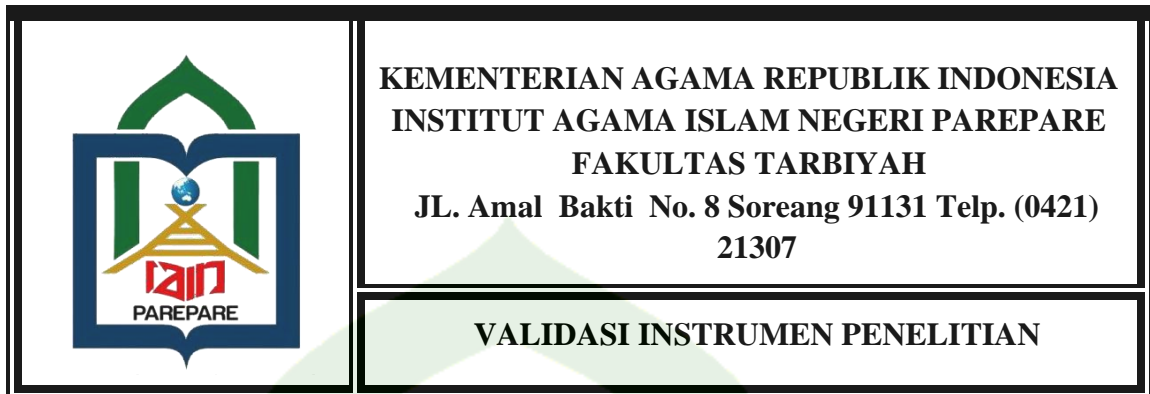 iain
PAREPARE
KEMENTERIAN AGAMA REPUBLIK INDONESIA
INSTITUT AGAMA ISLAM NEGERI PAREPARE
FAKULTAS TARBIYAH
JL. Amal Bakti No. 8 Soreang 91131 Telp. (0421)
21307
VALIDASI INSTRUMEN PENELITIAN